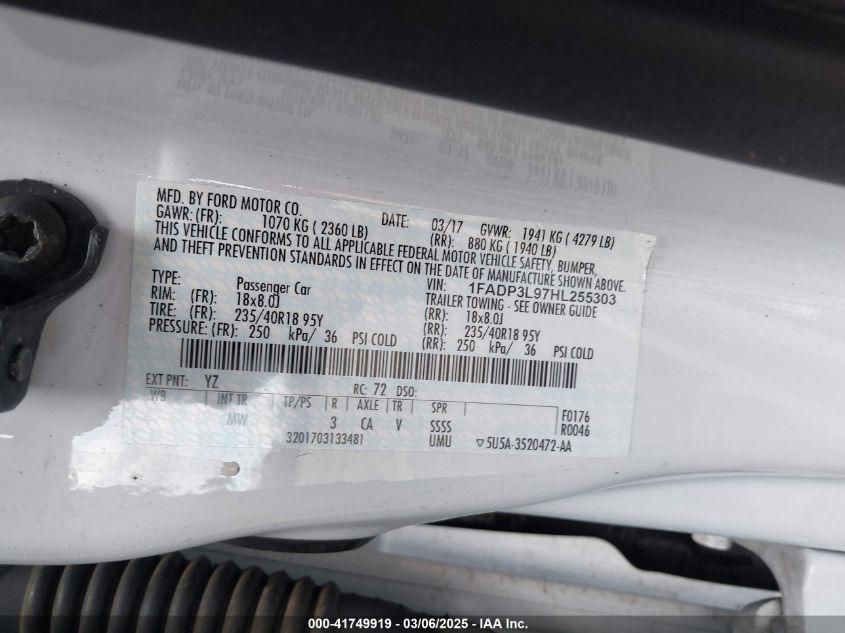 MFD. BY FORD MOTOR CO.
DATE: 03/17 GVWR: 1941 KG ( 4279 LB)
GAWR: (FR): 1070 KG ( 2360 LB) (RR): 880 KG ( 1940 LB)
THIS VEHICLE CONFORMS TO ALL APPLICABLE FEDERAL MOTOR VEHICLE SAFETY, BUMPER,
AND THEFT PREVENTION STANDARDS IN EFFECT ON THE DATE OF MANUFACTURE SHOWN ABOVE.
VIN: 1FADP3L97HL255303
TYPE: Passenger Car TRAILER TOWING - SEE OWNER GUIDE
RIM: (FR): 18x8.0J (RR): 18x8.0J
TIRE: (FR): 235/40R18 95Y (RR): 235/40R18 95Y
PRESSURE: (FR): 250 kPa/ 36 PSI COLD (RR): 250 kPa/ 36 PSI COLD
EXT PNT: YZ RC: 72 DSO:
WB INT TR TP/PS R AXLE TR SPR F0176
MW 3 CA V SSSS R0046
3201703133481 UMU ▽5U5A-3520472-AA
000-41749919 - 03/06/2025 - IAAI.com.